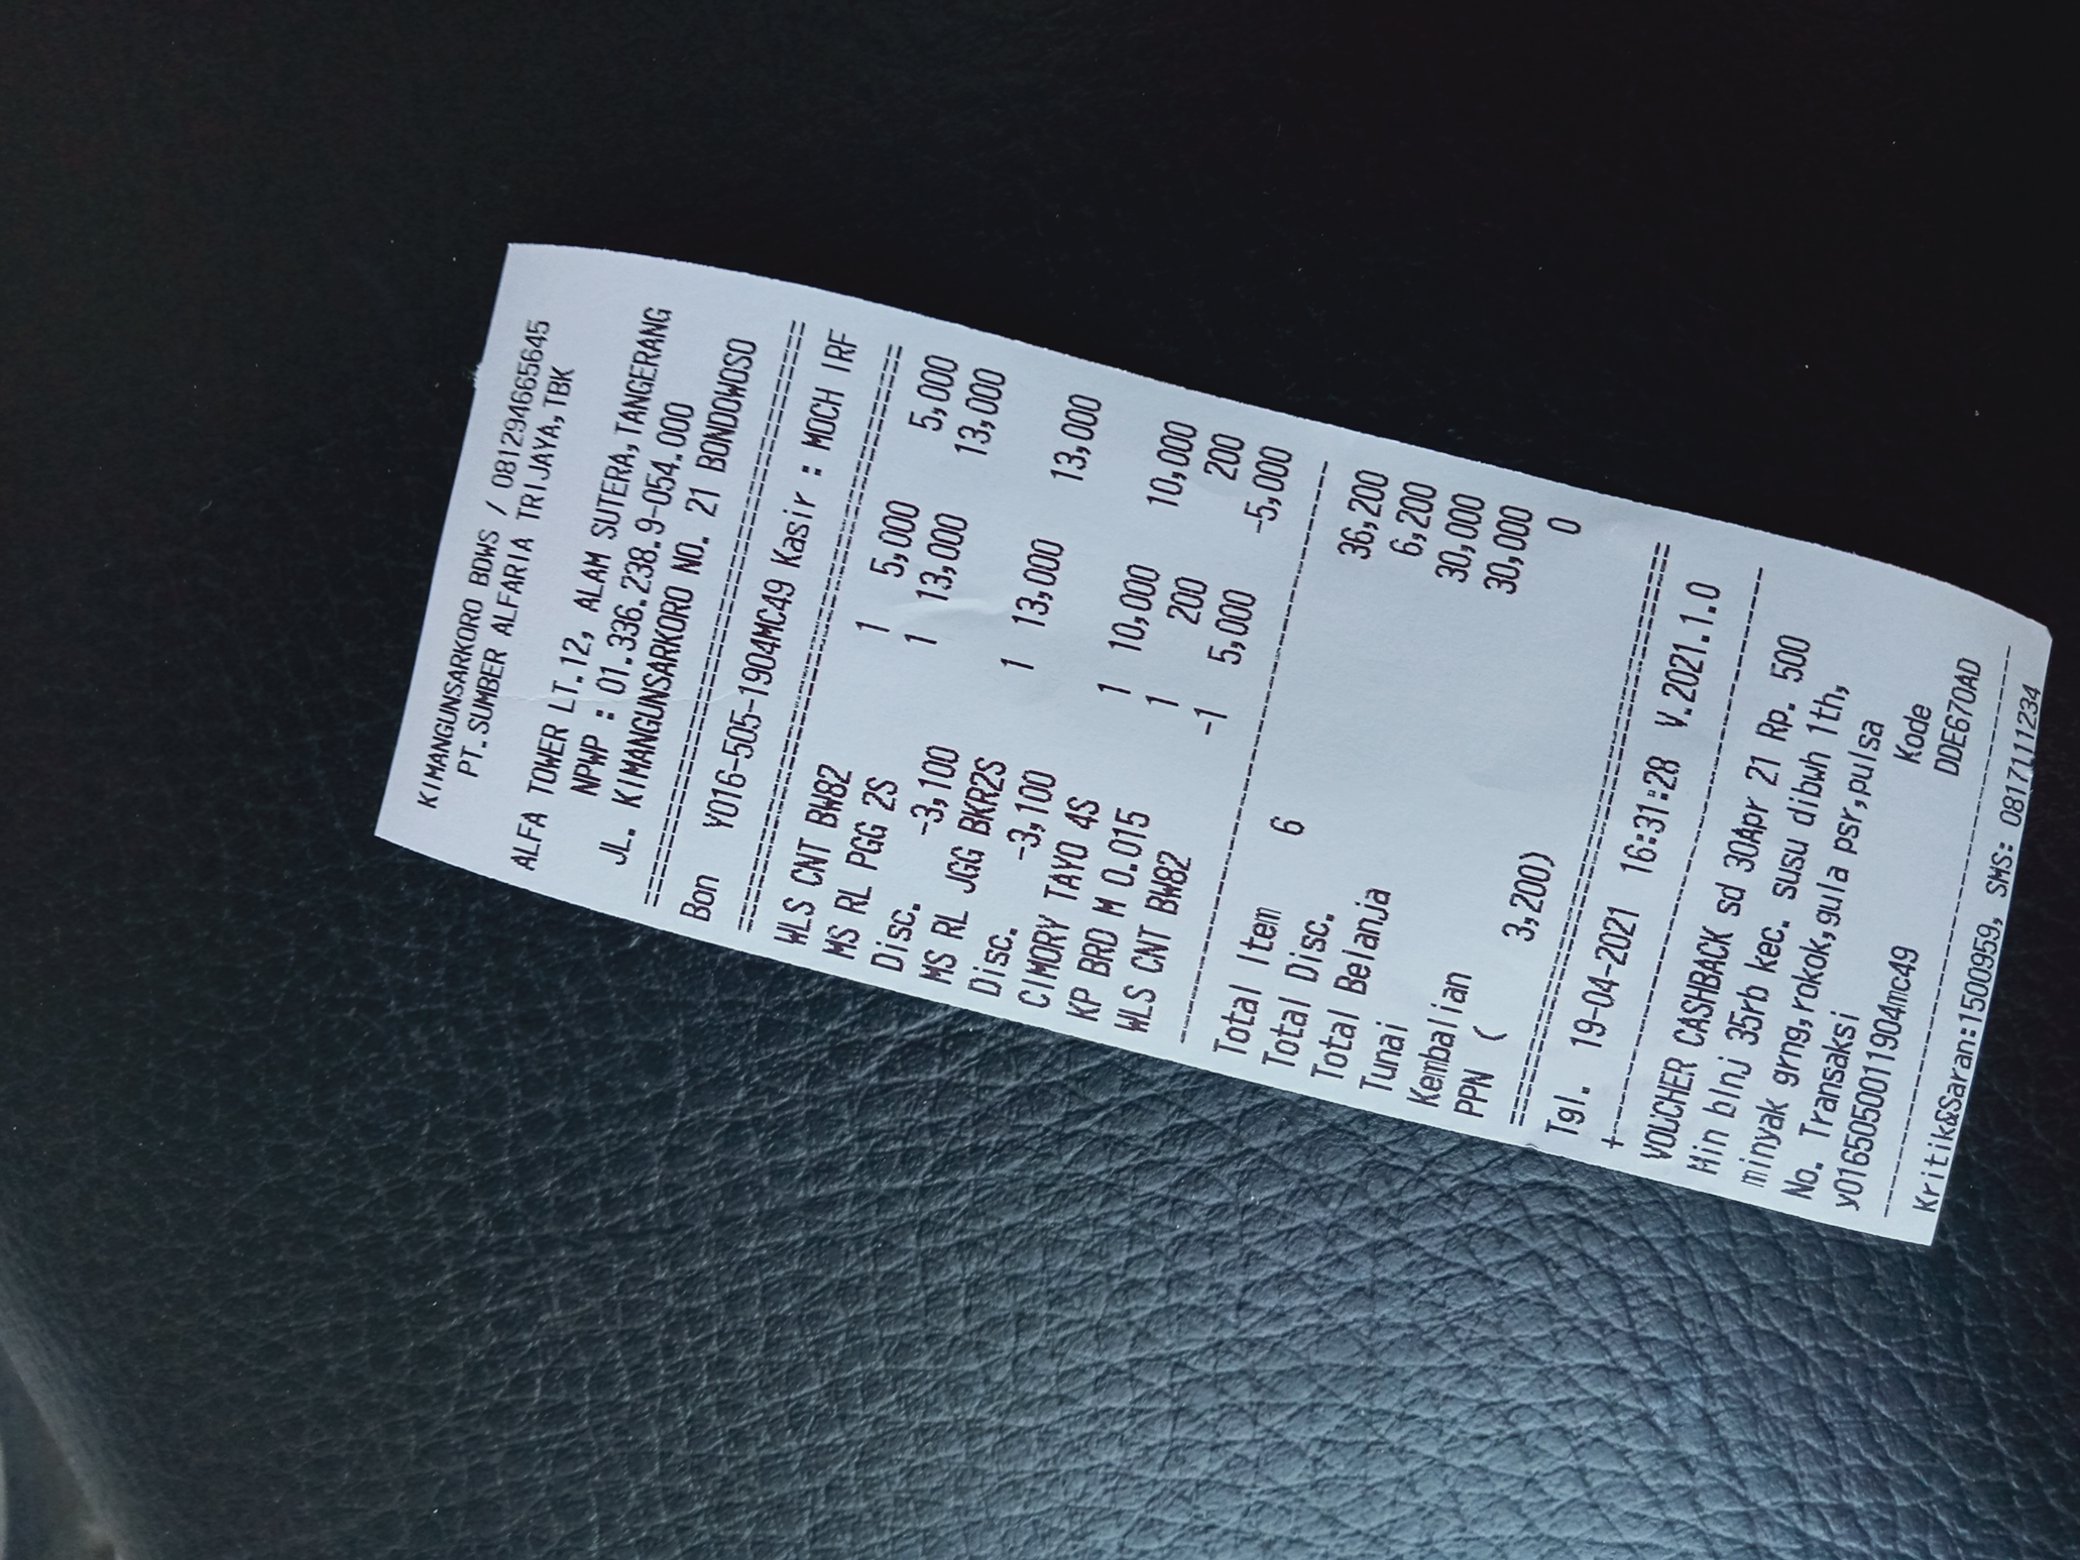 KIMANGUNSARKORO BDWS / 081294665645
PT.SUMBER ALFARIA TRIJAYA,TBK
ALFA TOWER LT.12, ALAM SUTERA,TANGERANG
NPWP : 01.336.238.9-054.000
JL. KIMANGUNSARKORO NO. 21 BONDOWOSO
Bon Y016-505-1904MC49 Kasir : MOCH IRF
WLS CNT BW82 1 5,000 5,000
MS RL PGG 2S 1 13,000 13,000
Disc. -3,100
MS RL JGG BKR2S 1 13,000 13,000
Disc. -3,100
CIMORY TAYO 4S 1 10,000 10,000
KP BRD M 0.015 1 200 200
WLS CNT BW82 -1 5,000 -5,000
Total Item 6 36,200
Total Disc. 6,200
Total Belanja 30,000
Tunai 30,000
Kembalian 0
PPN ( 3,200)
Tgl. 19-04-2021 16:31:28 V.2021.1.0
VOUCHER CASHBACK sd 30Apr 21 Rp. 500
Min blnj 35rb kec. susu dibwh 1th,
minyak grng,rokok,gula psr,pulsa
No. Transaksi Kode
y0165050011904mc49 DDE670AD
Kritik&Saran:1500959, SMS: 081711​1234